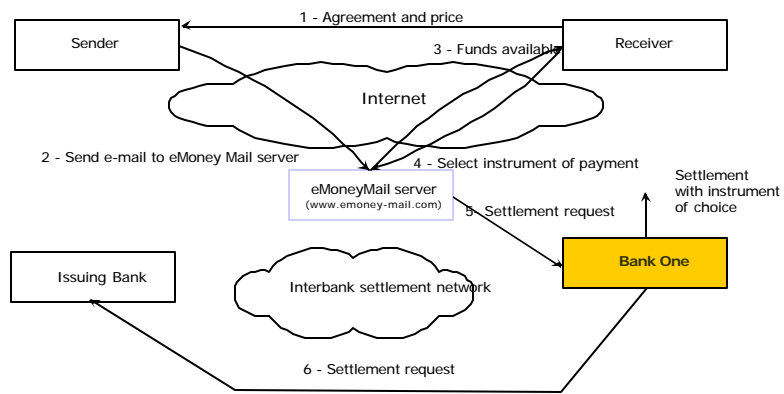 1 - Agreement and price
Sender
3 - Funds available
Receiver
Internet
2 - Send e-mail to eMoney Mail server
4 - Select instrument of payment
Settlement
with instrument
of choice
eMoneyMail server
(www.emoney-mail.com)
5- Settlement request
Bank One
Issuing Bank
Interbank settlement network
6 - Settlement request